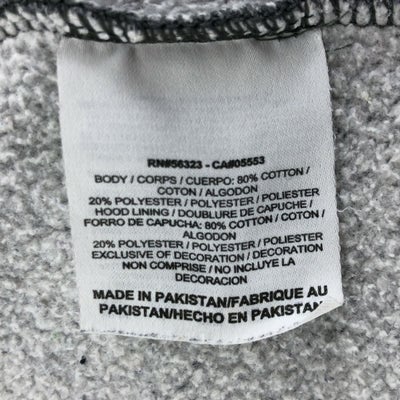 RN#56323 - CA#05553
BODY / CORPS / CUERPO: 80% COTTON /
COTON / ALGODON
20% POLYESTER / POLYESTER / POLIESTER
HOOD LINING / DOUBLURE DE CAPUCHE /
FORRO DE CAPUCHA: 80% COTTON / COTON /
ALGODON
20% POLYESTER / POLYESTER / POLIESTER
EXCLUSIVE OF DECORATION / DECORATION
NON COMPRISE / NO INCLUYE LA
DECORACION
MADE IN PAKISTAN/FABRIQUE AU
PAKISTAN/HECHO EN PAKISTAN